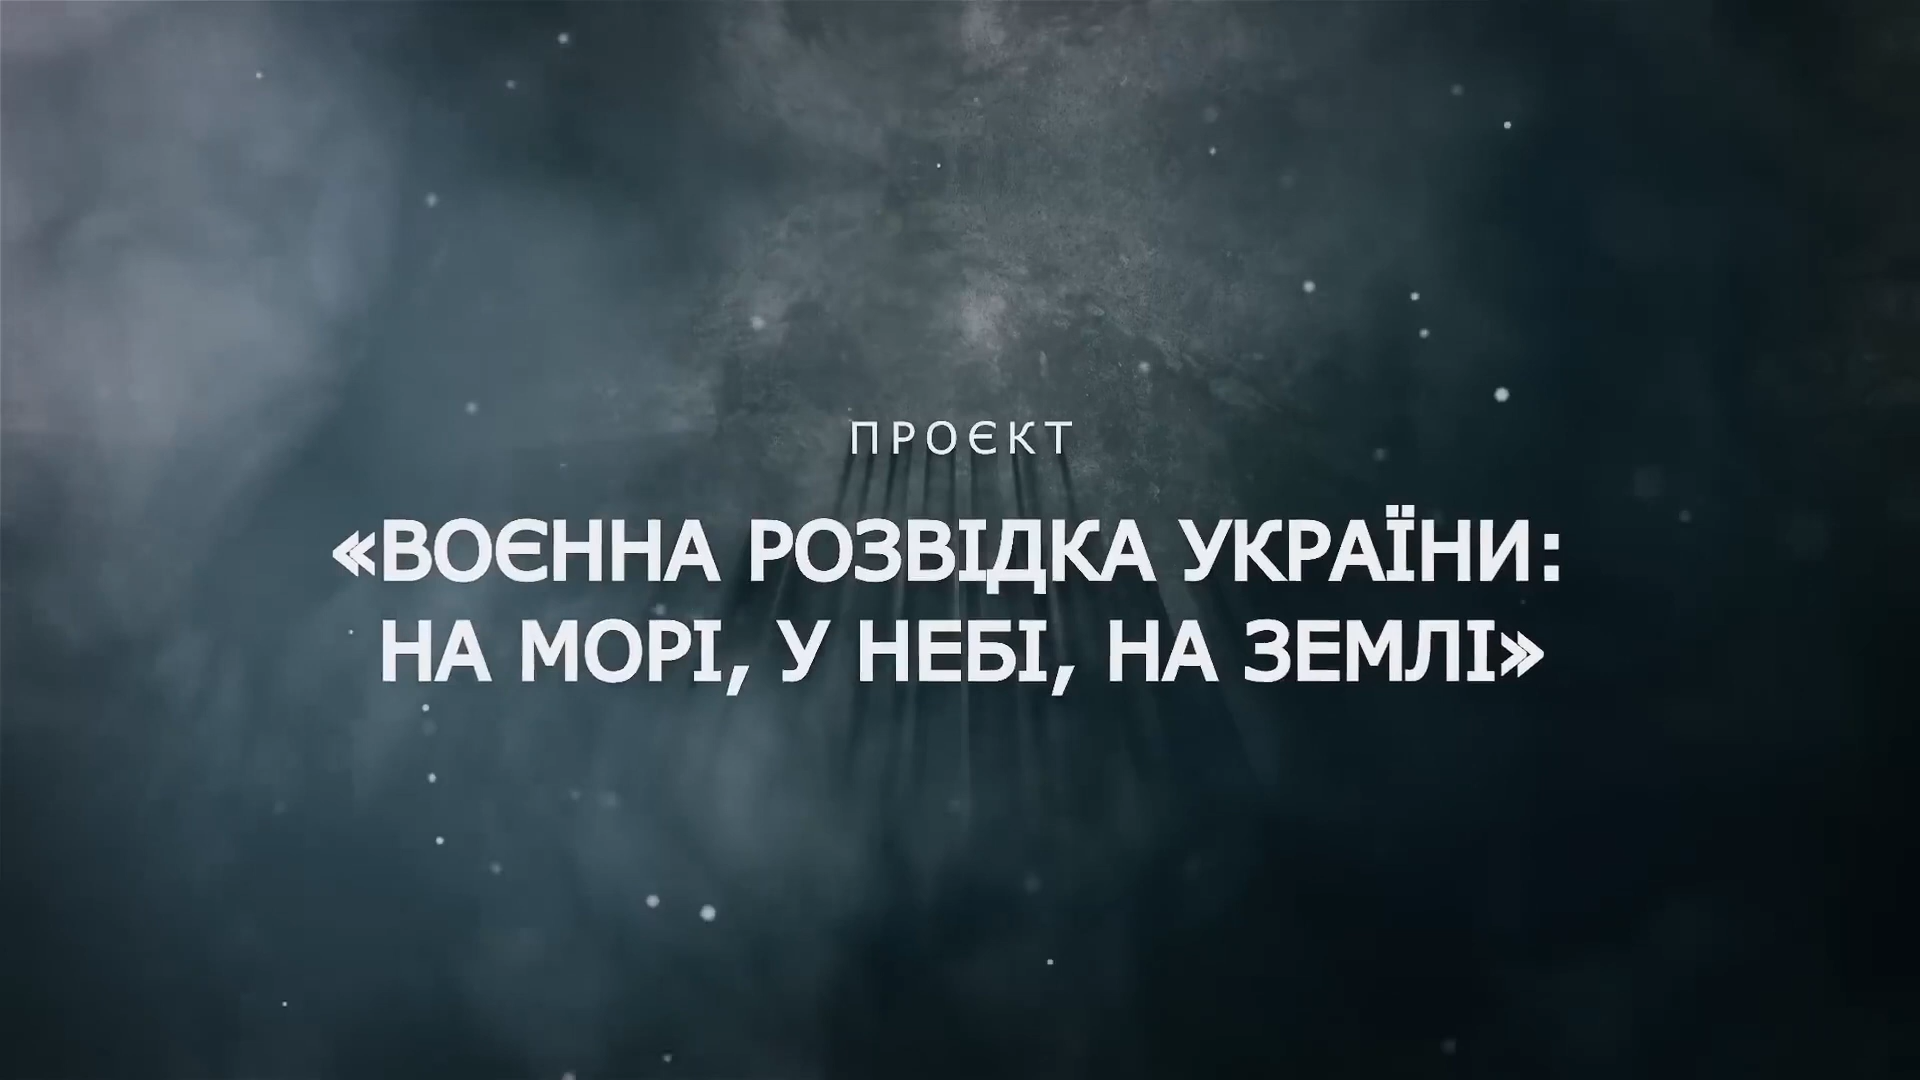 ПРОЄКТ
«ВОЄННА РОЗВІДКА УКРАЇНИ:
НА МОРІ, У НЕБІ, НА ЗЕМЛІ»